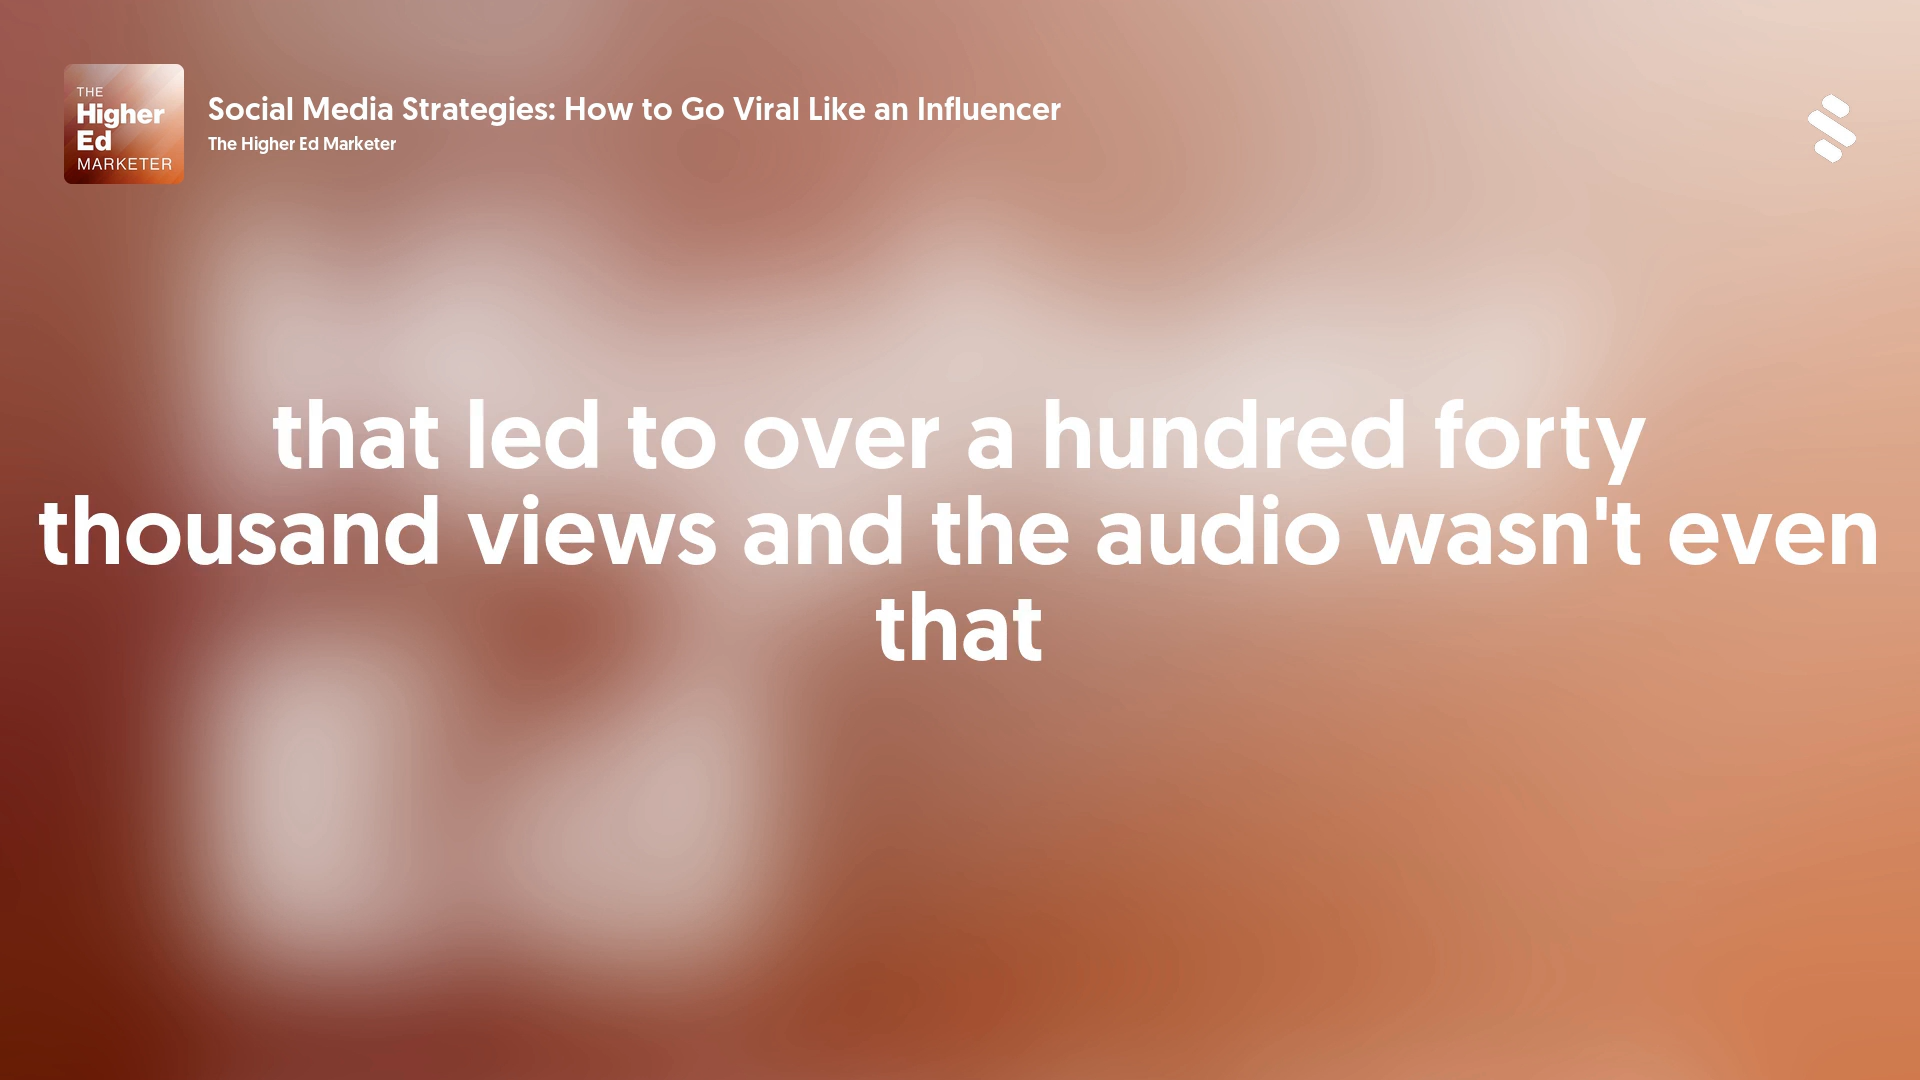 THE
Higher
Ed
MARKETER
Social Media Strategies: How to Go Viral Like an Influencer
The Higher Ed Marketer
that led to over a hundred forty
thousand views and the audio wasn't even
that